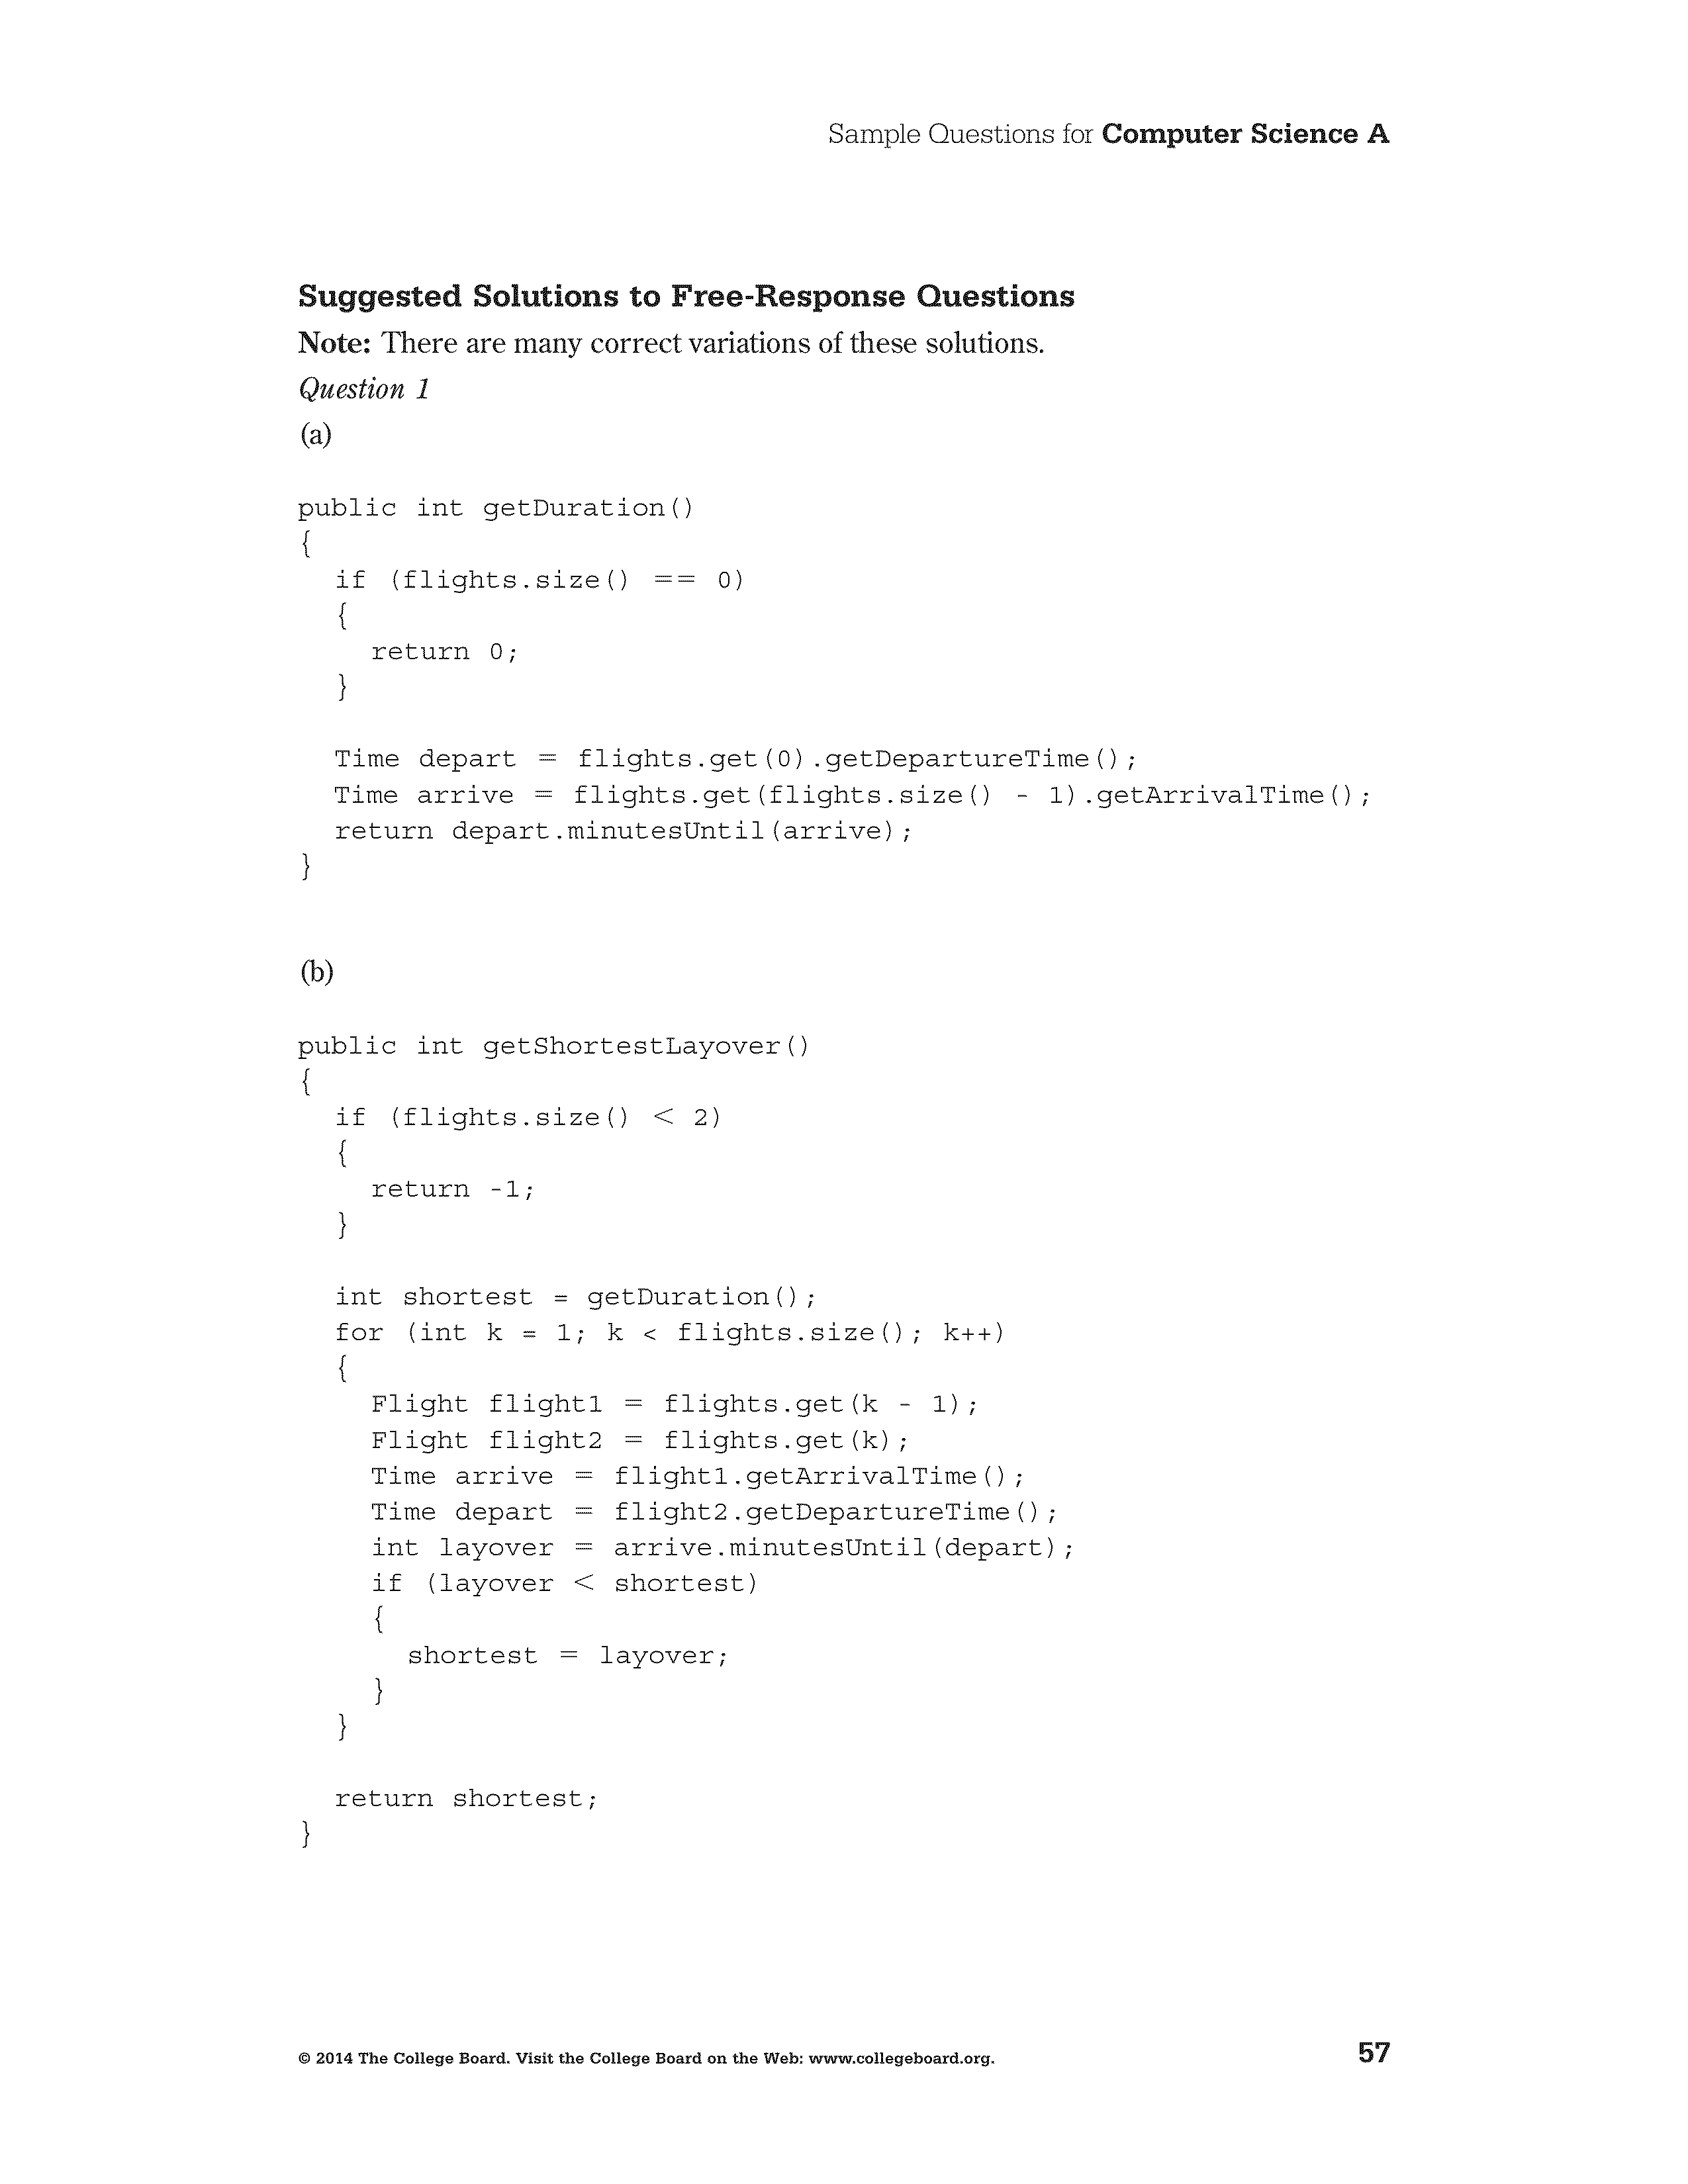 Sample Questions for Computer Science A
Suggested Solutions to Free-Response Questions
Note: There are many correct variations of these solutions.
Question 1
(a)
public int getDuration()
{
  if (flights.size() == 0)
  {
    return 0;
  }
  Time depart = flights.get(0).getDepartureTime();
  Time arrive = flights.get(flights.size() - 1).getArrivalTime();
  return depart.minutesUntil(arrive);
}
(b)
public int getShortestLayover()
{
  if (flights.size() < 2)
  {
    return -1;
  }
  int shortest = getDuration();
  for (int k = 1; k < flights.size(); k++)
  {
    Flight flight1 = flights.get(k - 1);
    Flight flight2 = flights.get(k);
    Time arrive = flight1.getArrivalTime();
    Time depart = flight2.getDepartureTime();
    int layover = arrive.minutesUntil(depart);
    if (layover < shortest)
    {
      shortest = layover;
    }
  }
  return shortest;
}
© 2014 The College Board. Visit the College Board on the Web: www.collegeboard.org.
57